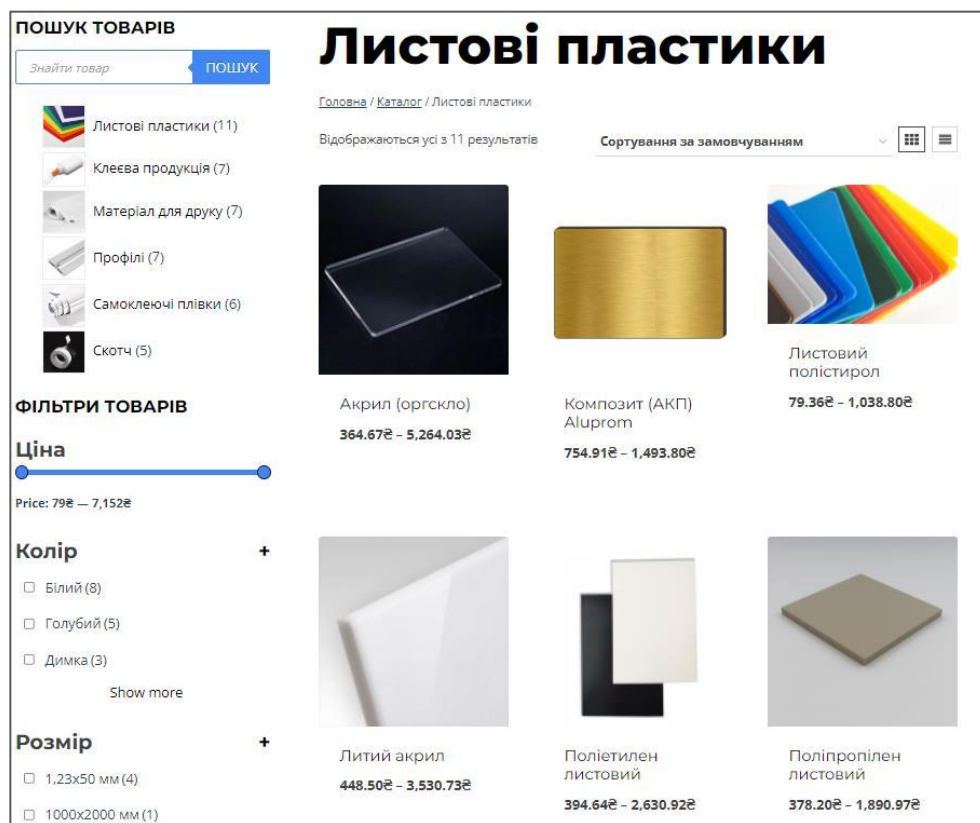 ПОШУК ТОВАРІВ
Знайти товар
ПОШУК
Листові пластики (11)
Клеєва продукція (7)
Матеріал для друку (7)
Профілі (7)
Самоклеючі плівки (6)
Скотч (5)
ФІЛЬТРИ ТОВАРІВ
Ціна
Price: 79₴ — 7,152₴
Колір +
Білий (8)
Голубий (5)
Димка (3)
Show more
Розмір +
1,23x50 мм (4)
1000x2000 мм (1)
Листові пластики
Головна / Каталог / Листові пластики
Відображаються усі з 11 результатів
Сортування за замовчуванням
Акрил (оргскло)
364.67₴ – 5,264.03₴
Композит (АКП)
Aluprom
754.91₴ – 1,493.80₴
Листовий
полістирол
79.36₴ – 1,038.80₴
Литий акрил
448.50₴ – 3,530.73₴
Поліетилен
листовий
394.64₴ – 2,630.92₴
Поліпропілен
листовий
378.20₴ – 1,890.97₴